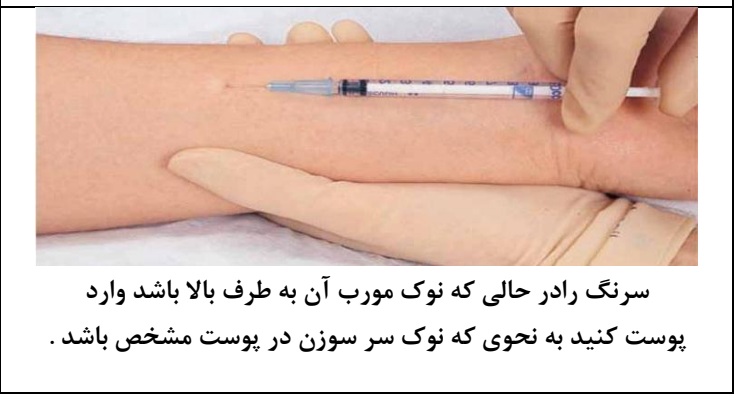 سرنگ رادر حالی که نوک مورب آن به طرف بالا باشد وارد
پوست کنید به نحوی که نوک سر سوزن در پوست مشخص باشد .